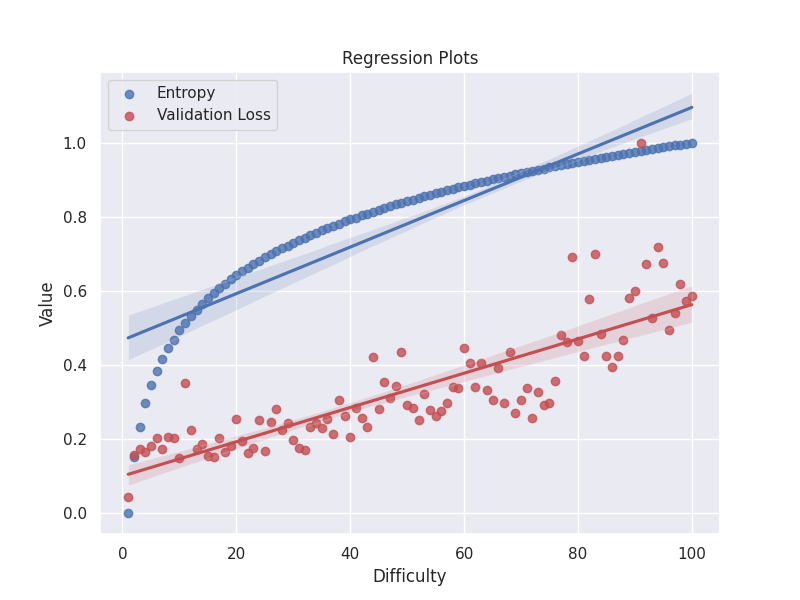 Regression Plots
Entropy
Validation Loss
Value
1.0
0.8
0.6
0.4
0.2
0.0
0 20 40 60 80 100
Difficulty